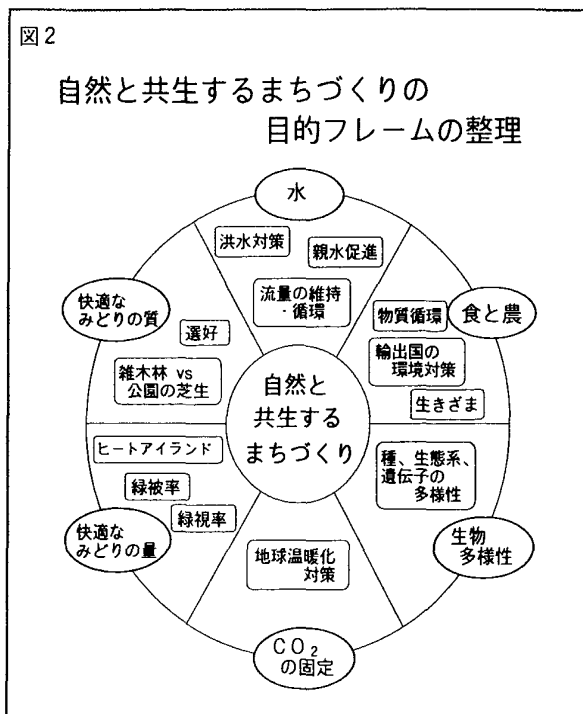 図2
自然と共生するまちづくりの
目的フレームの整理
水
洪水対策
親水促進
流量の維持
・循環
快適な
みどりの質
選好
雑木林 vs
公園の芝生
食と農
物質循環
輸出国の
環境対策
生きざま
自然と
共生する
まちづくり
ヒートアイランド
緑被率
緑視率
快適な
みどりの量
種、生態系、
遺伝子の
多様性
生物
多様性
地球温暖化
対策
CO₂
の固定